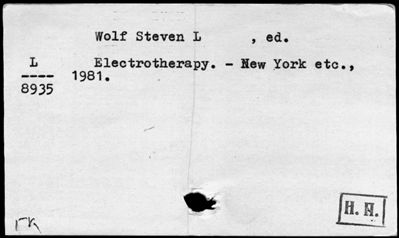 Wolf Steven L , ed.
L Electrotherapy. - New York etc.,
---- 1981.
8935
H. Я.